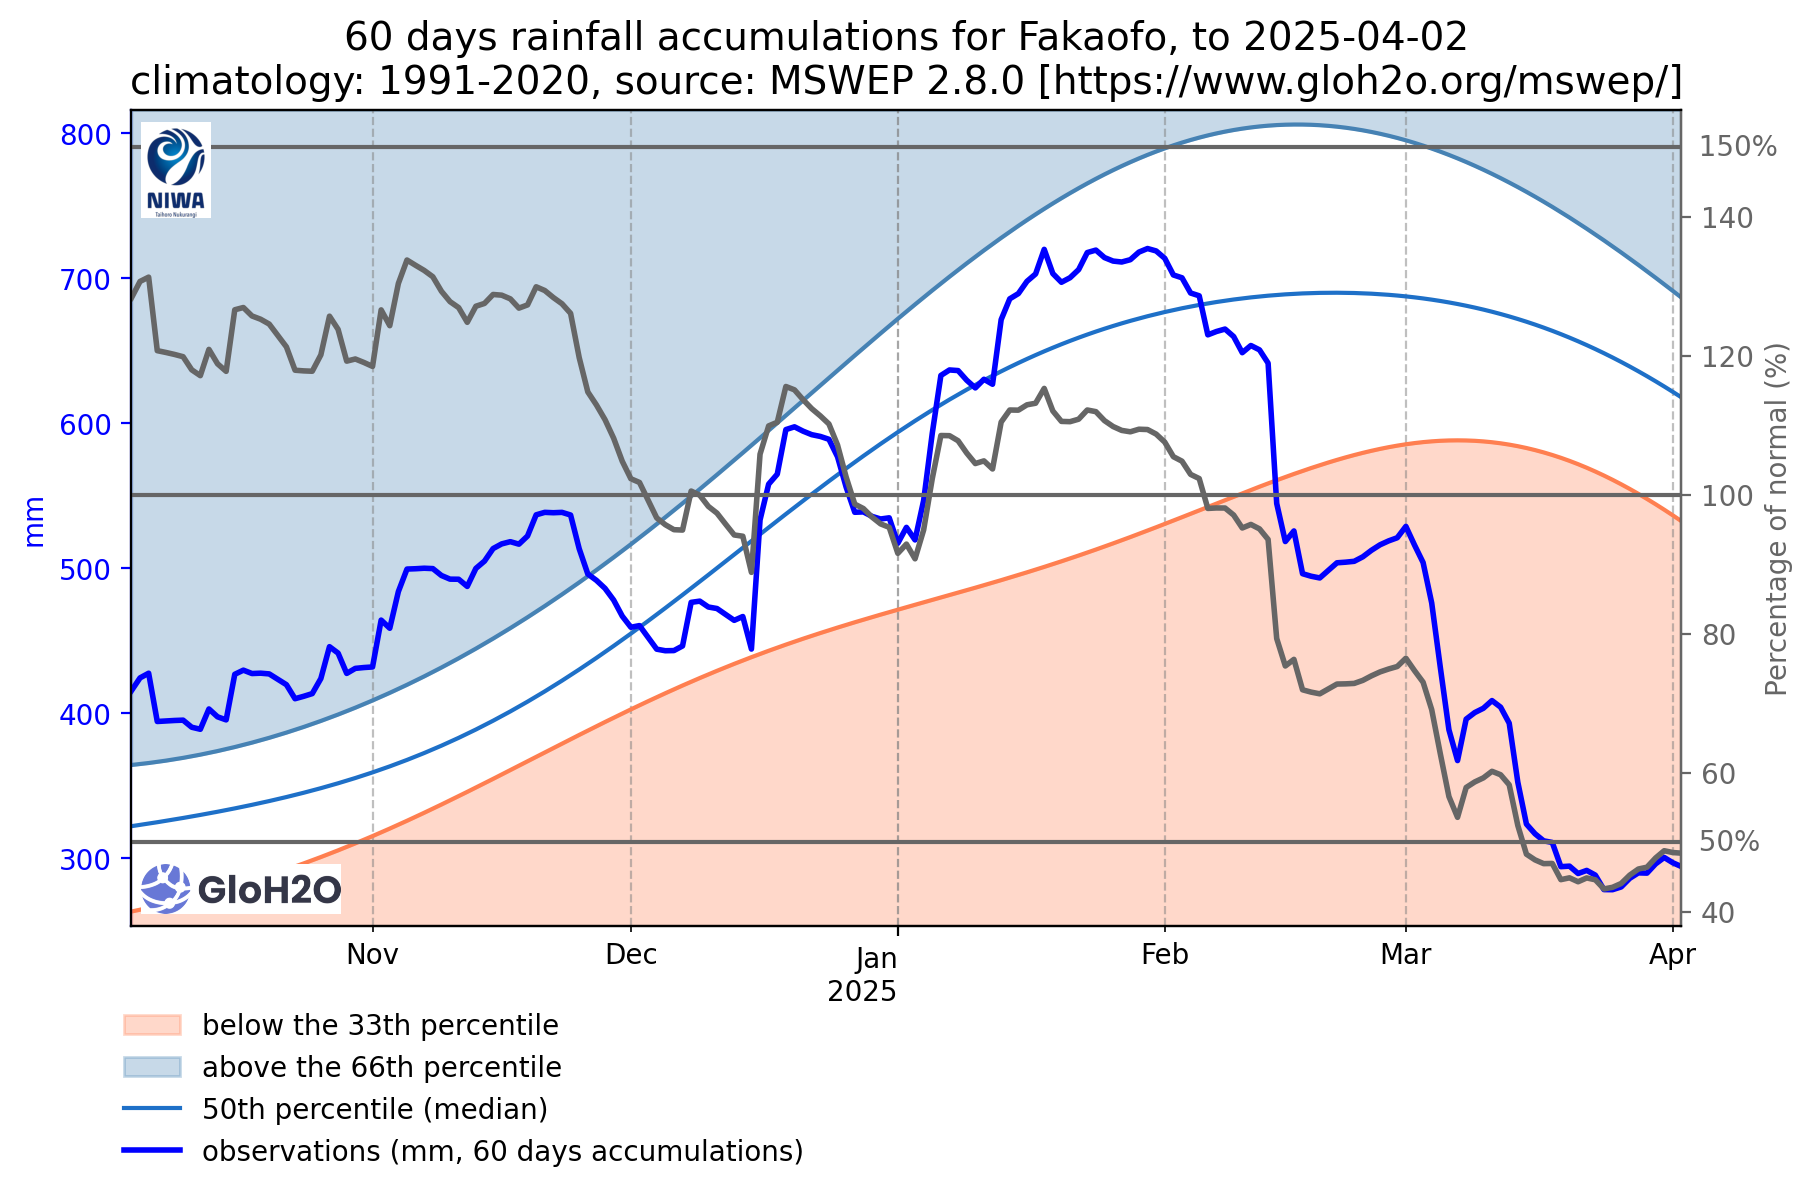 60 days rainfall accumulations for Fakaofo, to 2025-04-02
climatology: 1991-2020, source: MSWEP 2.8.0 [https://www.gloh2o.org/mswep/]
800
700
600
500
400
300
mm
NIWA
Taihoro Nukurangi
GloH2O
150%
140
120
100
80
60
50%
40
Percentage of normal (%)
Nov
Dec
Jan
2025
Feb
Mar
Apr
below the 33th percentile
above the 66th percentile
50th percentile (median)
observations (mm, 60 days accumulations)